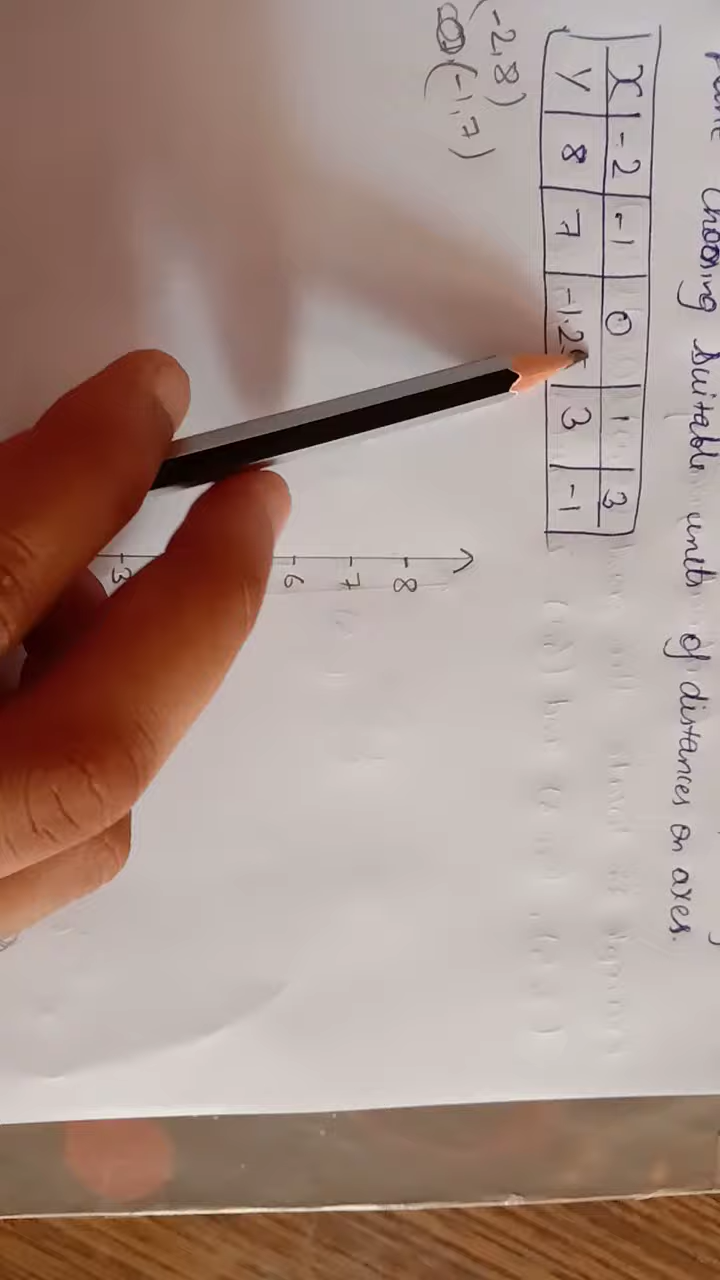 Choosing Suitable units of distances on axes.
x -2 -1 0 1 3
y 8 7 -1.25 3 -1
(-2,8)
(-1,7)
8
7
6
-3